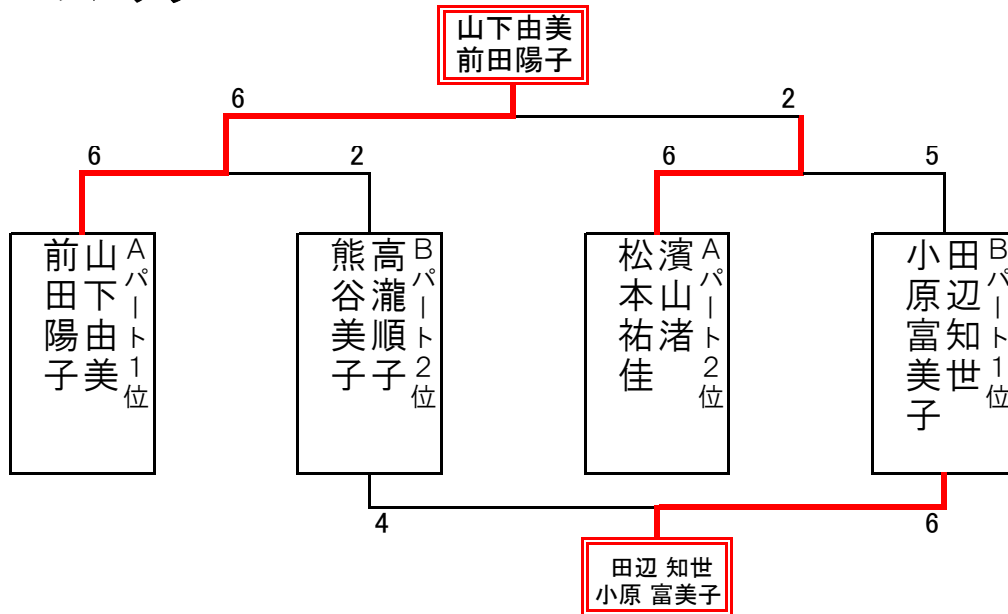 山下由美
前田陽子
6
2
6
2
6
5
Aパート1位
山下由美
前田陽子
Bパート2位
高瀧順子
熊谷美子
Aパート2位
濱山渚
松本祐佳
Bパート1位
田辺知世
小原富美子
4
6
田辺 知世
小原 富美子